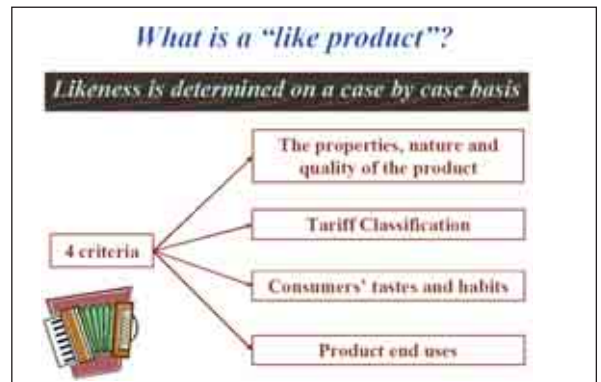 What is a “like product”?
Likeness is determined on a case by case basis
The properties, nature and
quality of the product
Tariff Classification
4 criteria
Consumers’ tastes and habits
Product end uses